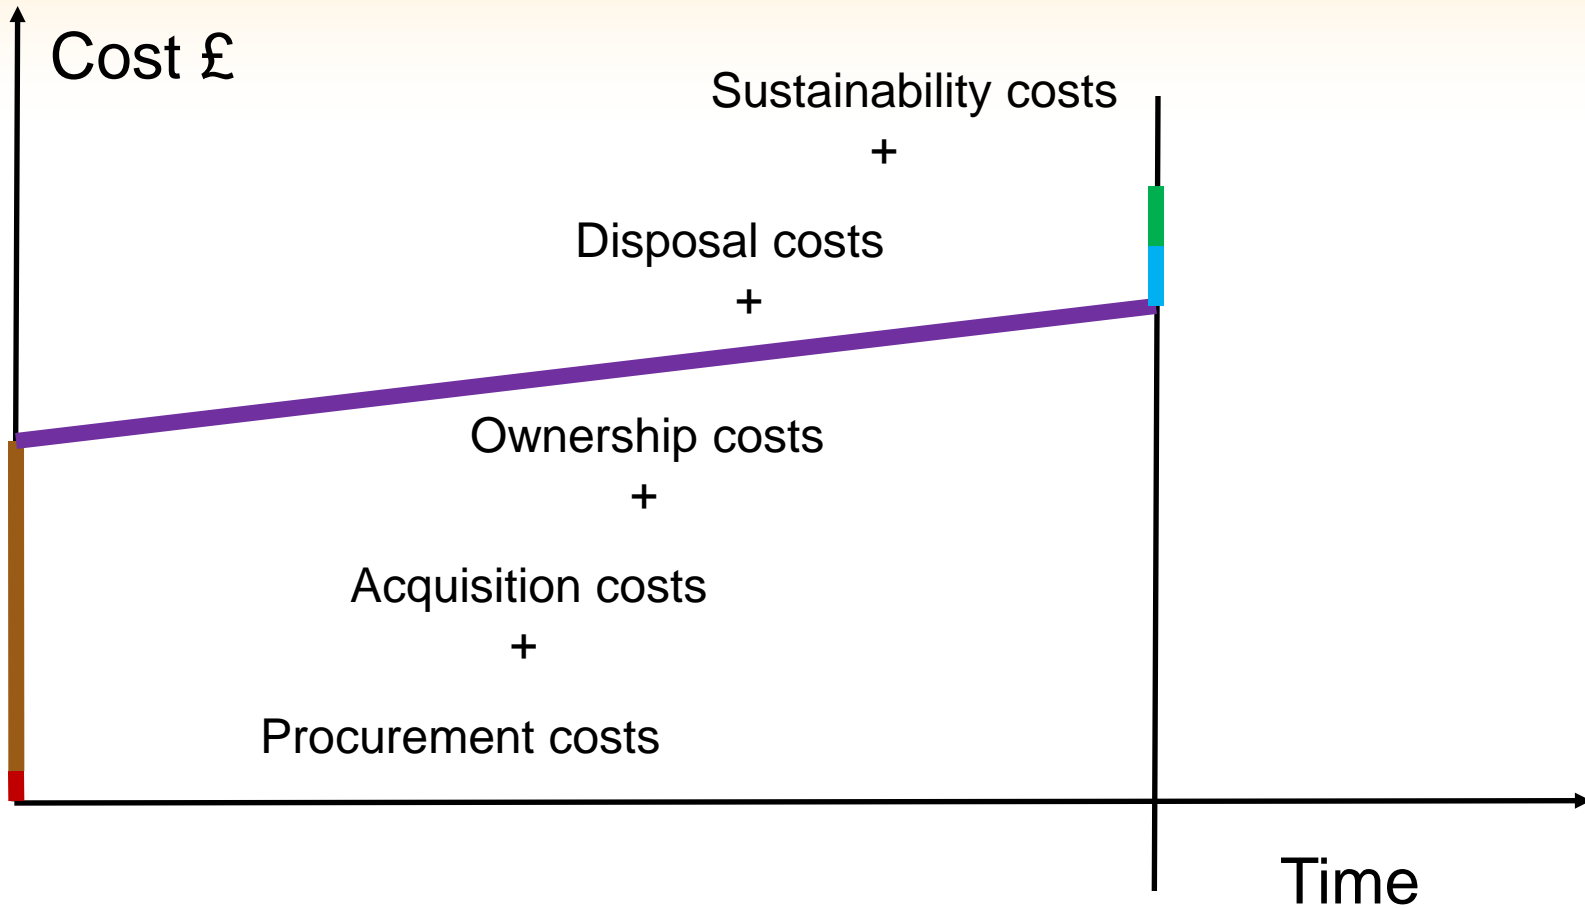 Cost £
Sustainability costs
+
Disposal costs
+
Ownership costs
+
Acquisition costs
+
Procurement costs
Time